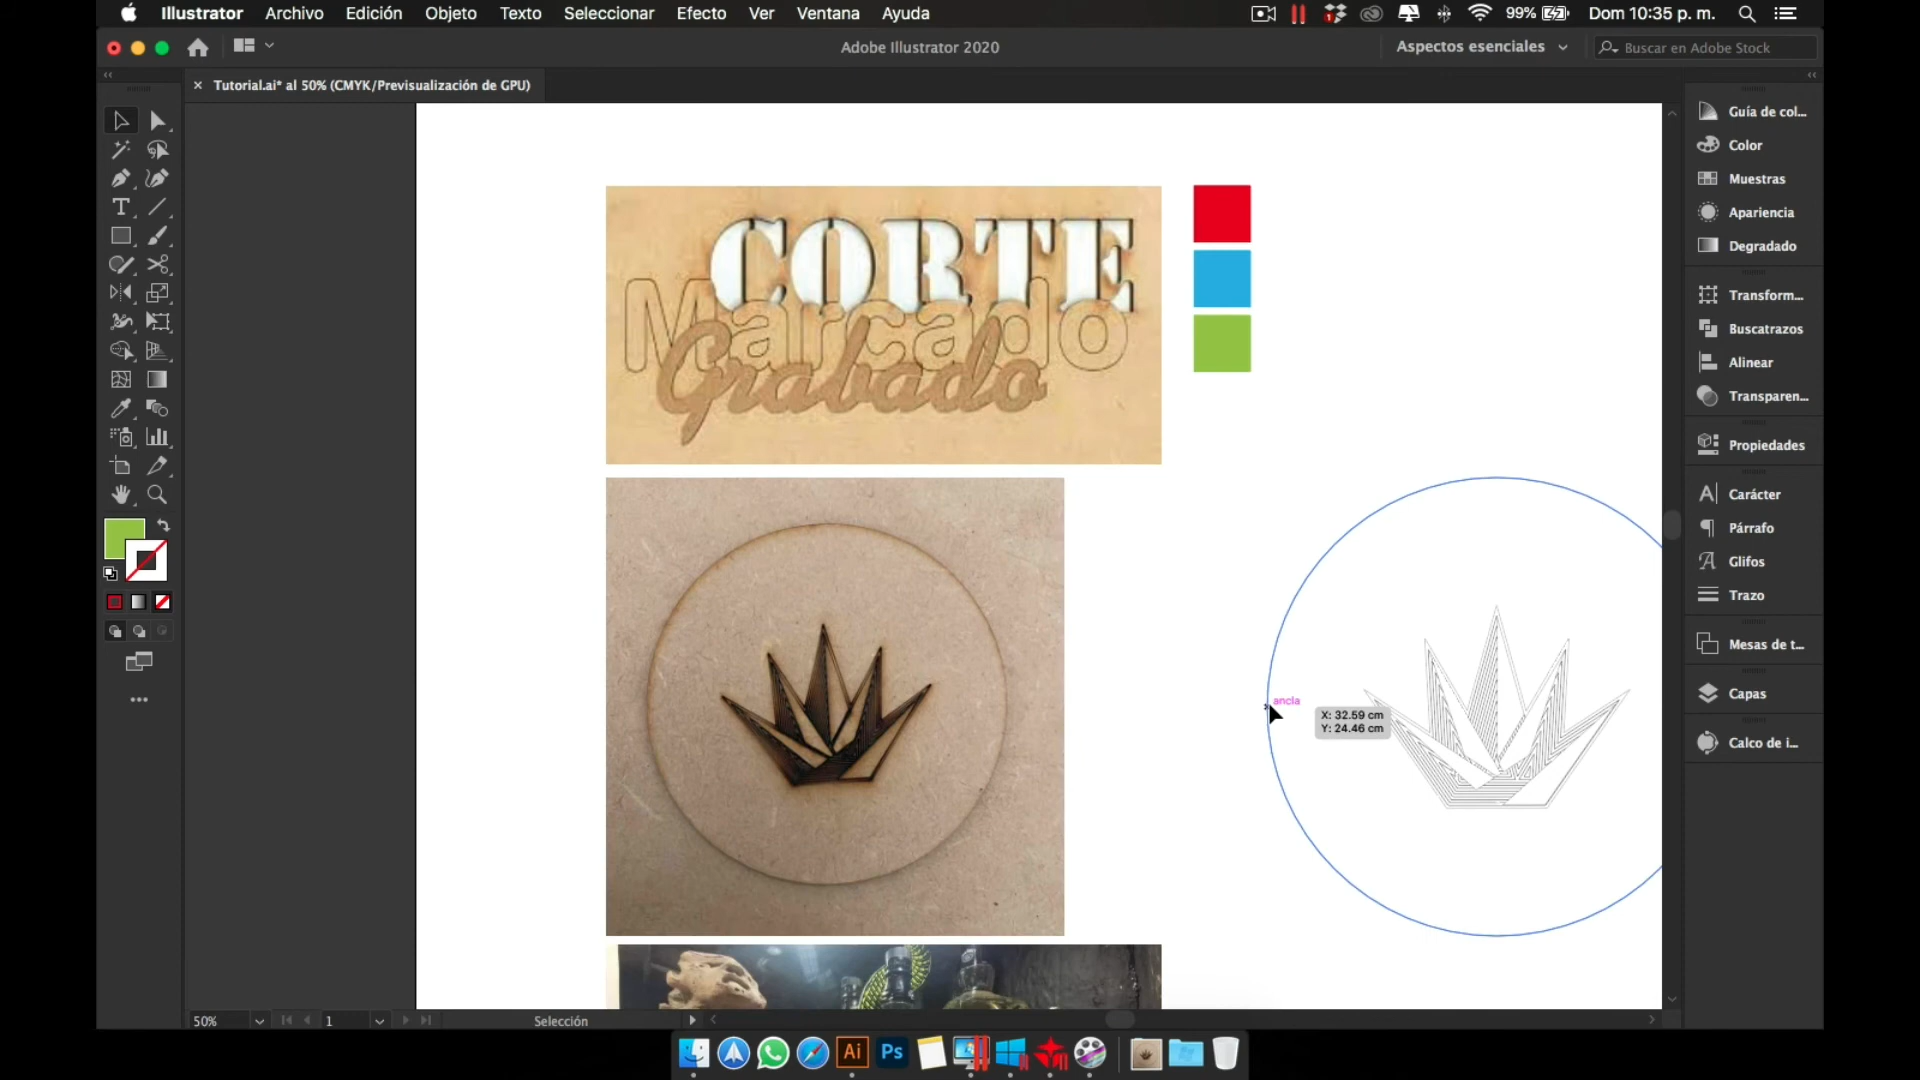 Illustrator Archivo Edición Objeto Texto Seleccionar Efecto Ver Ventana Ayuda
1
99%
Dom 10:35 p. m.
Adobe Illustrator 2020
Aspectos esenciales
Buscar en Adobe Stock
Tutorial.ai* al 50% (CMYK/Previsualización de GPU)
CORTE
Marcado
Grabado
ancla
X: 32.59 cm
Y: 24.46 cm
Guía de col...
Color
Muestras
Apariencia
Degradado
Transform...
Buscatrazos
Alinear
Transparen...
Propiedades
Carácter
Párrafo
Glifos
Trazo
Mesas de t...
Capas
Calco de i...
50%
1
Selección
Ai
Ps